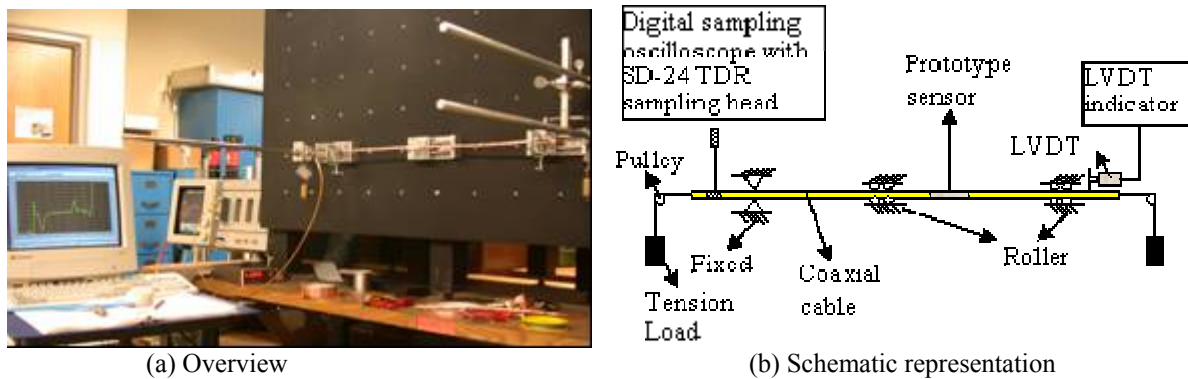 Digital sampling
oscilloscope with
SD-24 TDR
sampling head
Prototype
sensor
LVDT
indicator
LVDT
Pulley
Fixed
Coaxial
cable
Roller
Tension
Load
(a) Overview
(b) Schematic representation